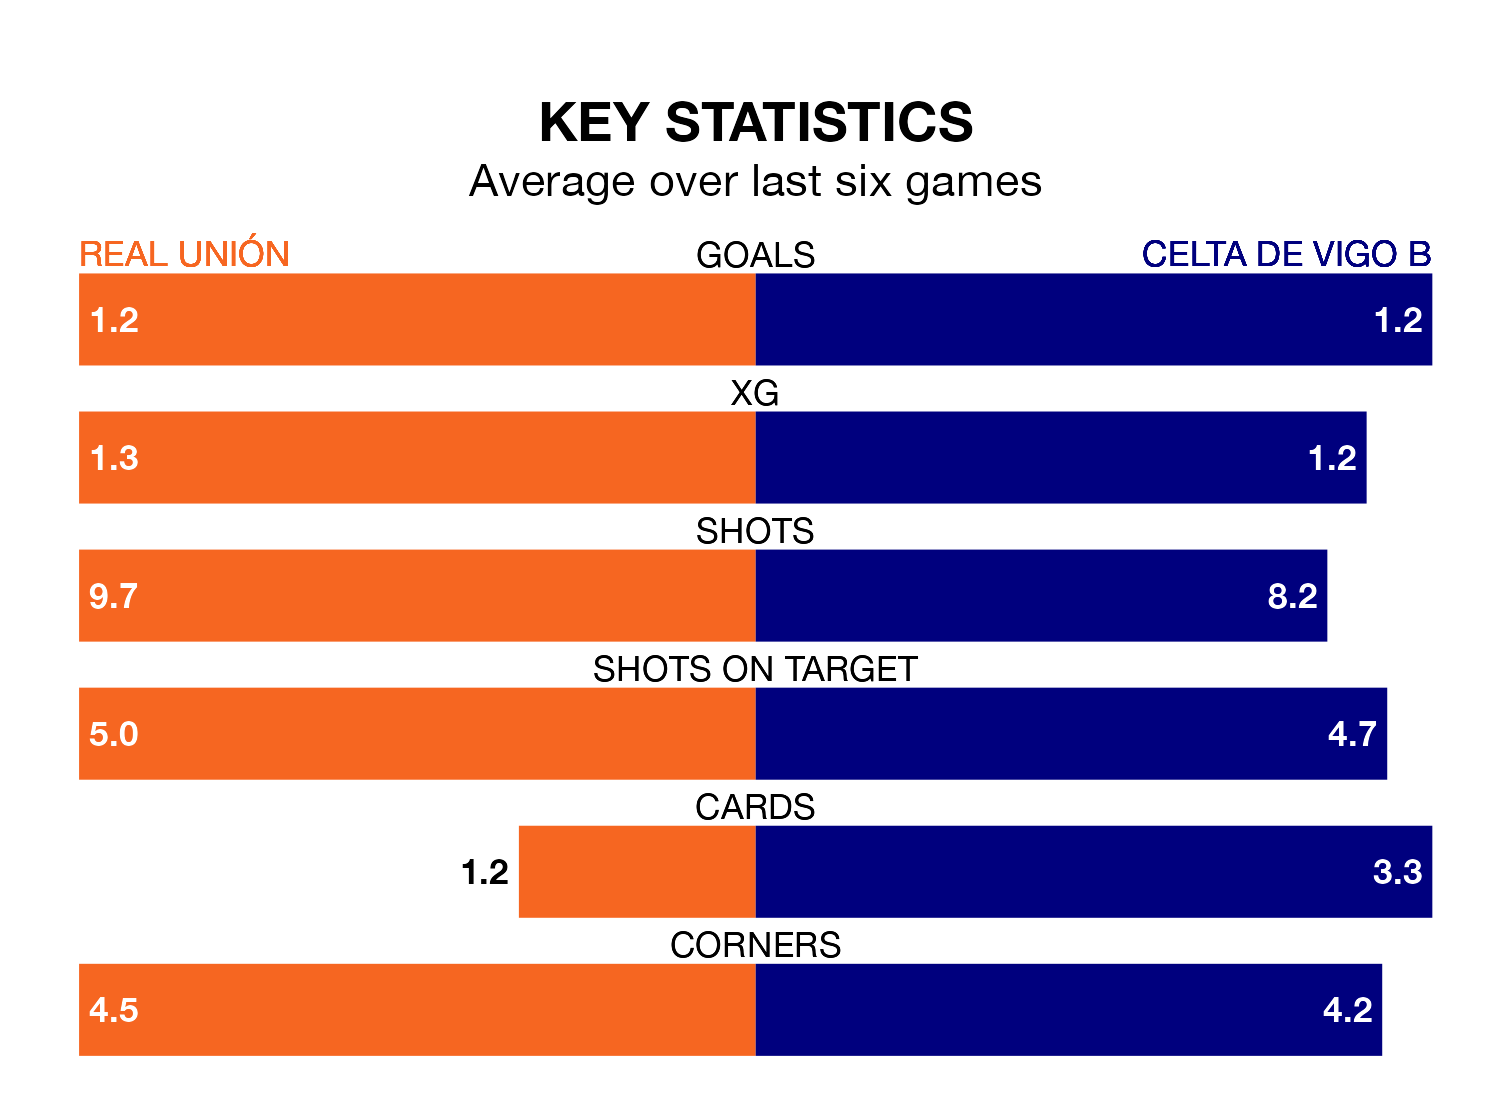 KEY STATISTICS
Average over last six games
REAL UNIÓN GOALS CELTA DE VIGO B
1.2 1.2
XG
1.3 1.2
SHOTS
9.7 8.2
SHOTS ON TARGET
5.0 4.7
CARDS
1.2 3.3
CORNERS
4.5 4.2